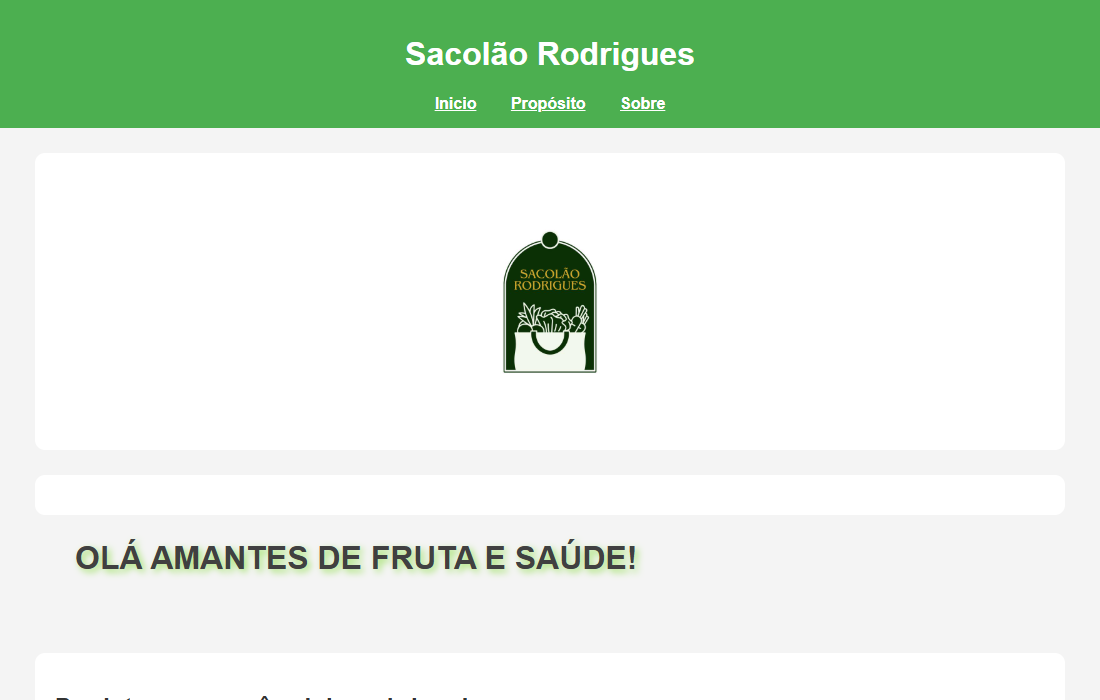 Sacolão Rodrigues
Inicio Propósito Sobre
SACOLÃO
RODRIGUES
OLÁ AMANTES DE FRUTA E SAÚDE!